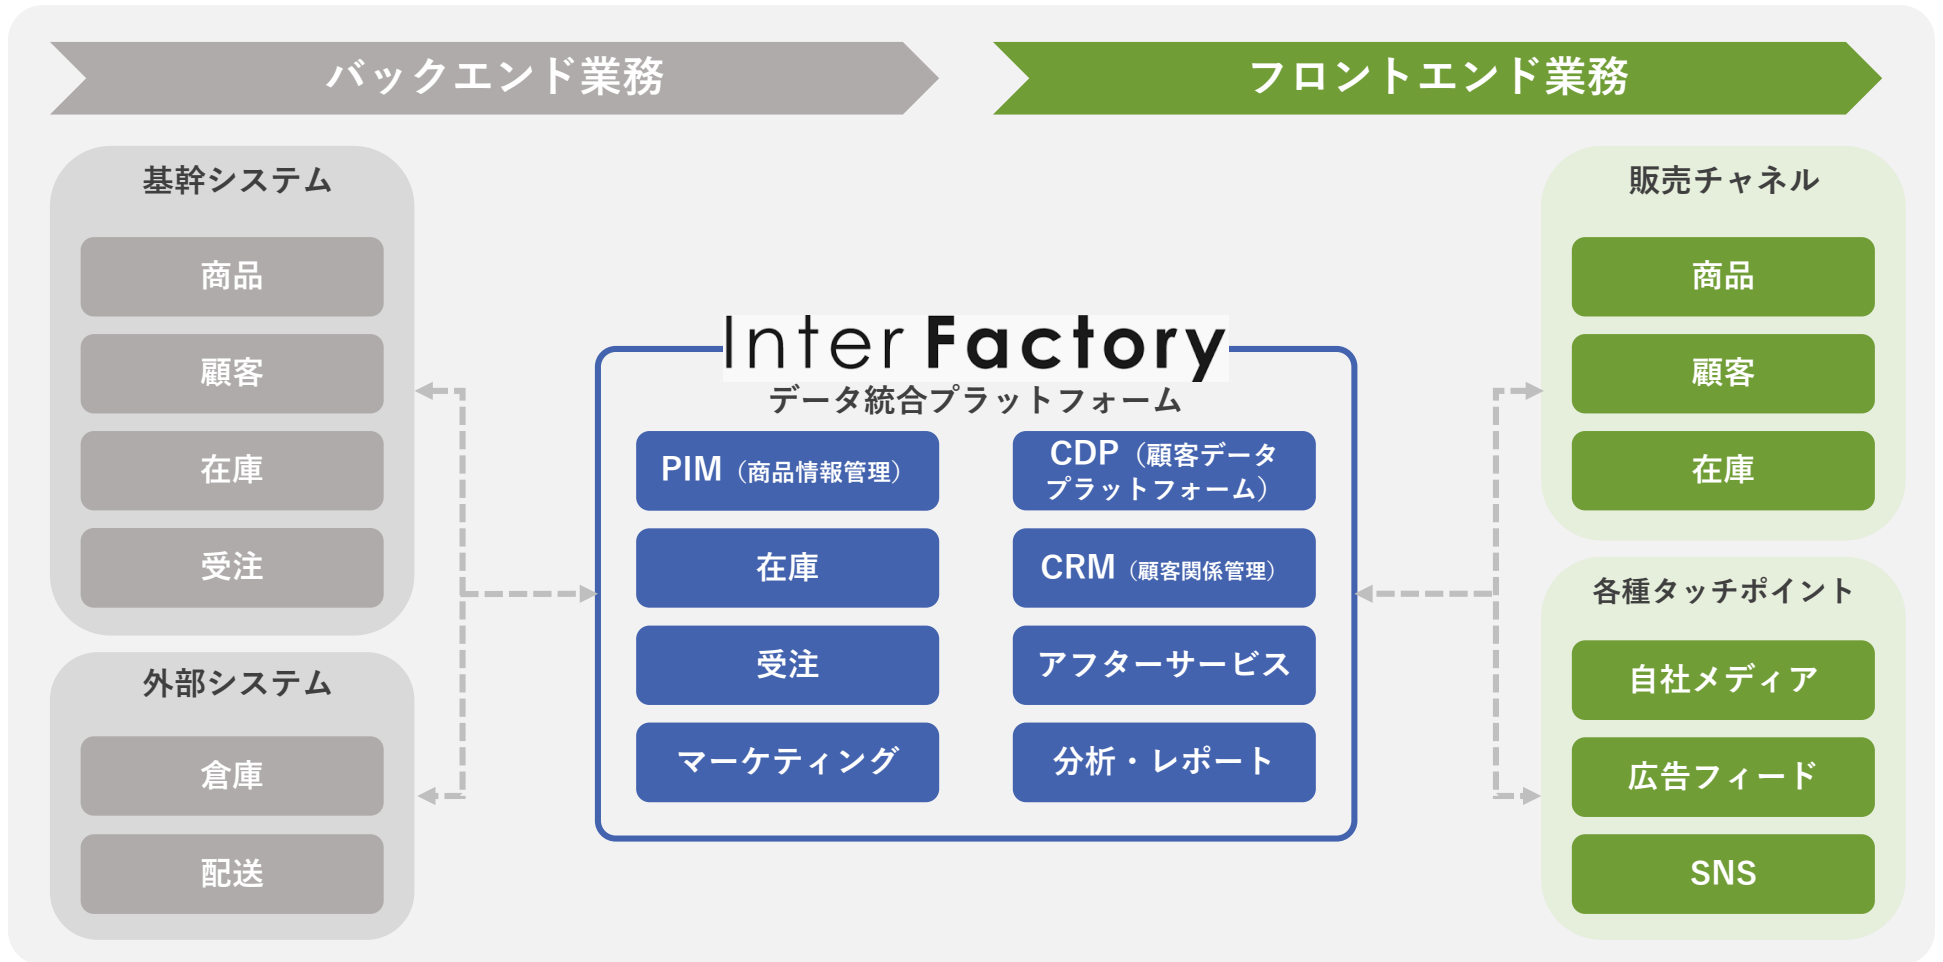 バックエンド業務
フロントエンド業務
基幹システム
商品
顧客
在庫
受注
外部システム
倉庫
配送
Inter Factory
データ統合プラットフォーム
PIM（商品情報管理）
CDP（顧客データ
プラットフォーム）
在庫
CRM（顧客関係管理）
受注
アフターサービス
マーケティング
分析・レポート
販売チャネル
商品
顧客
在庫
各種タッチポイント
自社メディア
広告フィード
SNS